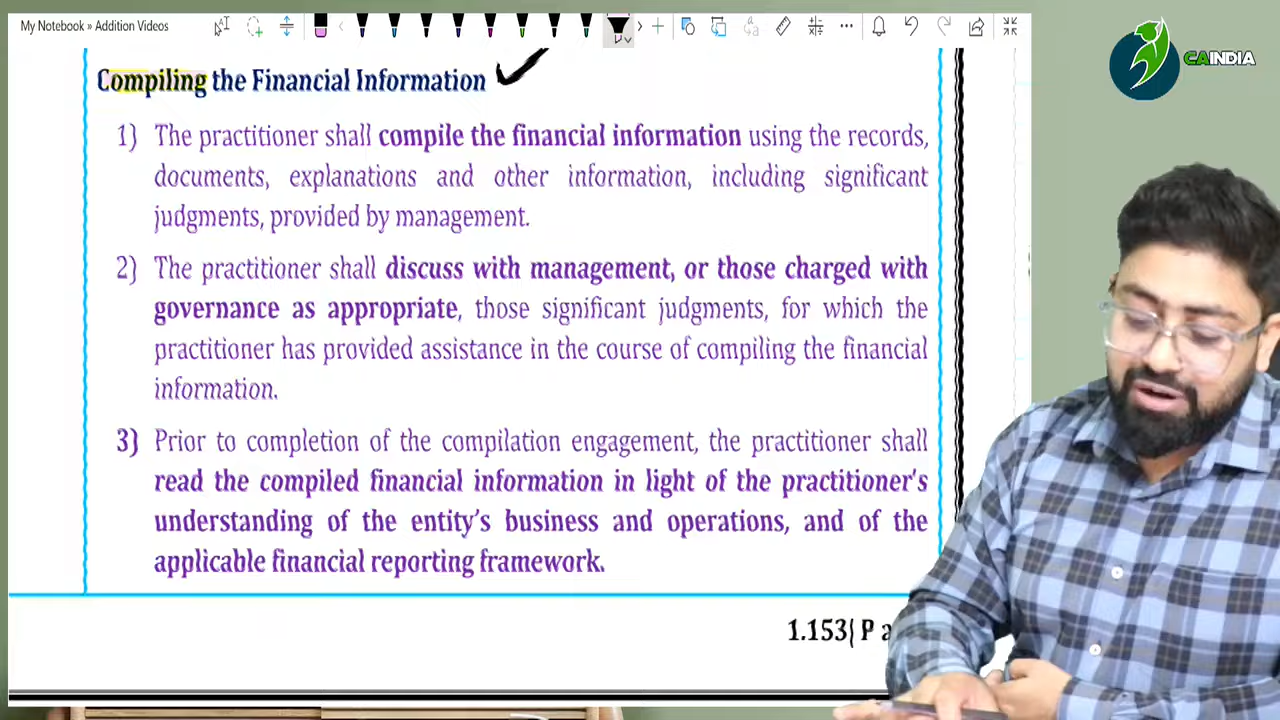 My Notebook » Addition Videos
CAINDIA
Compiling the Financial Information
1) The practitioner shall compile the financial information using the records,
documents, explanations and other information, including significant
judgments, provided by management.
2) The practitioner shall discuss with management, or those charged with
governance as appropriate, those significant judgments, for which the
practitioner has provided assistance in the course of compiling the financial
information.
3) Prior to completion of the compilation engagement, the practitioner shall
read the compiled financial information in light of the practitioner's
understanding of the entity's business and operations, and of the
applicable financial reporting framework.
1.153| P a